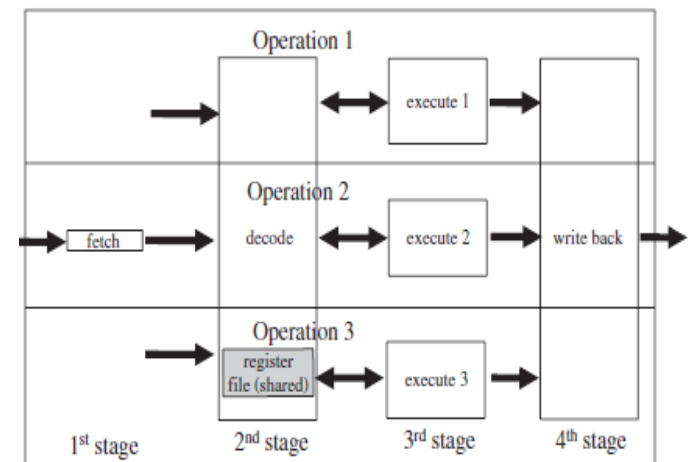 Operation 1
execute 1
Operation 2
fetch
decode
execute 2
write back
Operation 3
register
file (shared)
execute 3
1st stage
2nd stage
3rd stage
4th stage